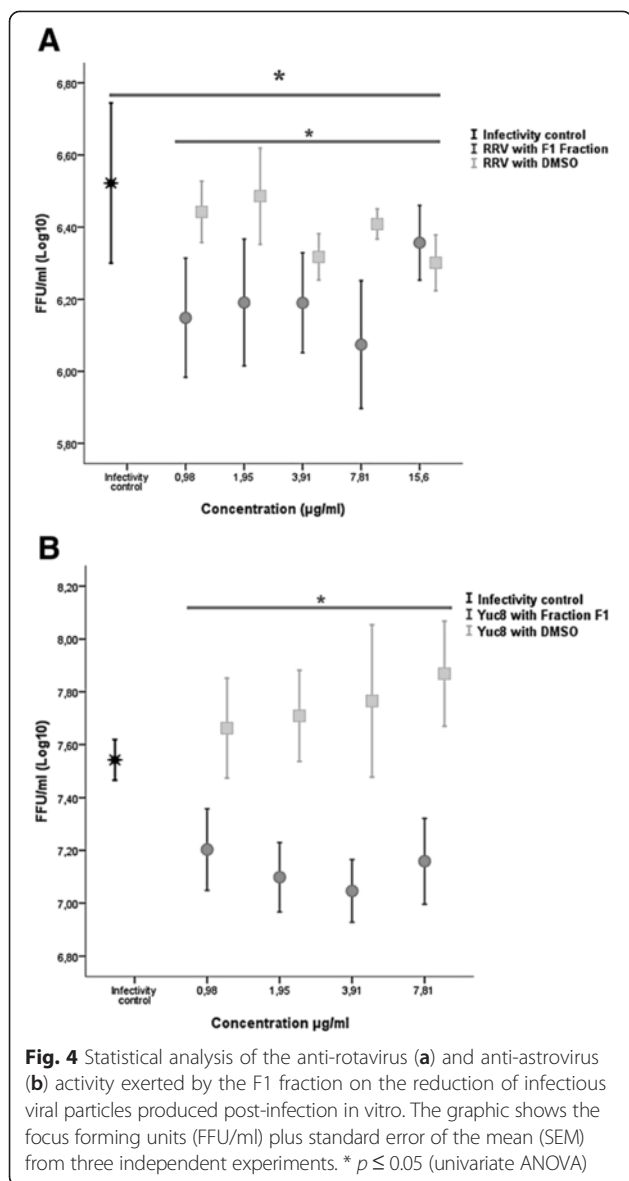 A
*
6,80
*
Infectivity control
RRV with F1 Fraction
RRV with DMSO
6,60
6,40
6,20
6,00
5,80
FFU/ml (Log10)
Infectivity
control
0,98
1,95
3,91
7,81
15,6
Concentration (µg/ml)
B
8,20
*
Infectivity control
Yuc8 with Fraction F1
Yuc8 with DMSO
8,00
7,80
7,60
7,40
7,20
7,00
6,80
FFU/ml (Log10)
Infectivity
control
0,98
1,95
3,91
7,81
Concentration µg/ml
Fig. 4 Statistical analysis of the anti-rotavirus (a) and anti-astrovirus
(b) activity exerted by the F1 fraction on the reduction of infectious
viral particles produced post-infection in vitro. The graphic shows the
focus forming units (FFU/ml) plus standard error of the mean (SEM)
from three independent experiments. * p ≤ 0.05 (univariate ANOVA)